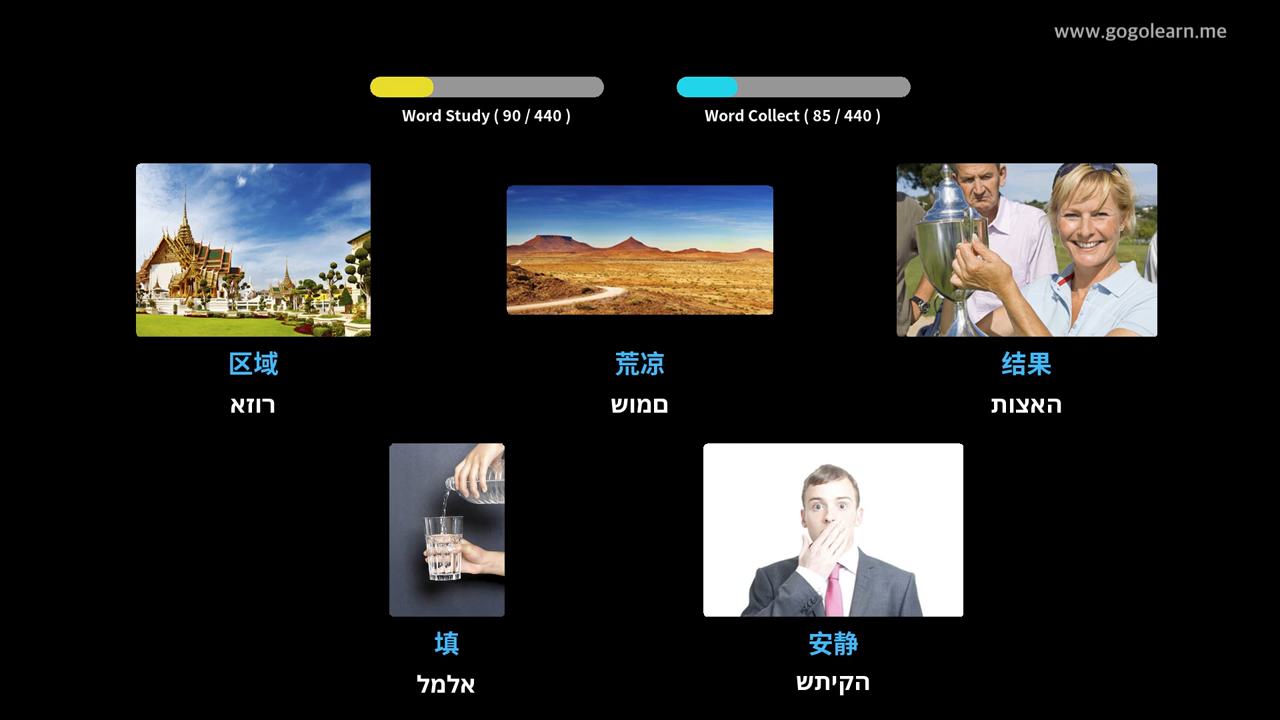 www.gogolearn.me
Word Study ( 90 / 440 )
Word Collect ( 85 / 440 )
区域
רוזא
荒凉
םמוש
结果
האצות
填
אלמל
安静
הקיתש